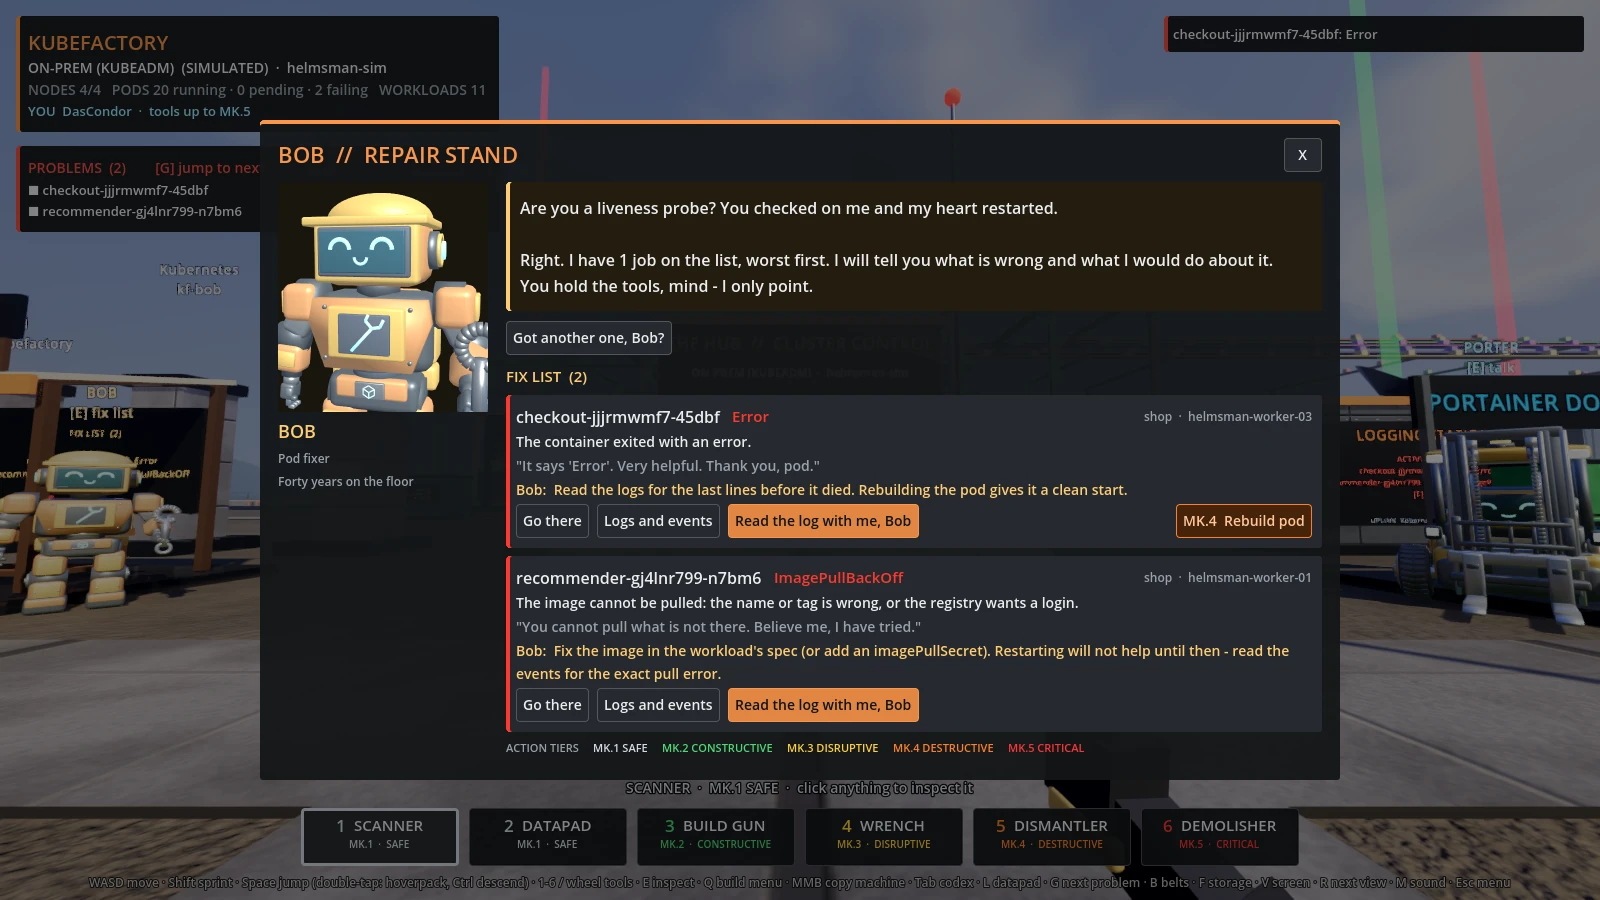 KUBEFACTORY
ON-PREM (KUBEADM) (SIMULATED) · helmsman-sim
NODES 4/4 PODS 20 running · 0 pending · 2 failing WORKLOADS 11
YOU DasCondor · tools up to MK.5
checkout-jjjrmwmf7-45dbf: Error
PROBLEMS (2) [G] jump to nex
checkout-jjjrmwmf7-45dbf
recommender-gj4lnr799-n7bm6
BOB // REPAIR STAND
X
Are you a liveness probe? You checked on me and my heart restarted.
Right. I have 1 job on the list, worst first. I will tell you what is wrong and what I would do about it.
You hold the tools, mind - I only point.
Got another one, Bob?
FIX LIST (2)
BOB
Pod fixer
Forty years on the floor
checkout-jjjrmwmf7-45dbf Error
shop · helmsman-worker-03
The container exited with an error.
"It says 'Error'. Very helpful. Thank you, pod."
Bob: Read the logs for the last lines before it died. Rebuilding the pod gives it a clean start.
Go there
Logs and events
Read the log with me, Bob
MK.4 Rebuild pod
recommender-gj4lnr799-n7bm6 ImagePullBackOff
shop · helmsman-worker-01
The image cannot be pulled: the name or tag is wrong, or the registry wants a login.
"You cannot pull what is not there. Believe me, I have tried."
Bob: Fix the image in the workload's spec (or add an imagePullSecret). Restarting will not help until then - read the
events for the exact pull error.
Go there
Logs and events
Read the log with me, Bob
ACTION TIERS MK.1 SAFE MK.2 CONSTRUCTIVE MK.3 DISRUPTIVE MK.4 DESTRUCTIVE MK.5 CRITICAL
Kubernetes
kf-bob
efactory
BOB
[E] fix list
FIX LIST (2)
PORTER
[E] talk
PORTAINER DO
LOGGING STATI
SCANNER · MK.1 SAFE · click anything to inspect it
1 SCANNER
MK.1 · SAFE
2 DATAPAD
MK.1 · SAFE
3 BUILD GUN
MK.2 · CONSTRUCTIVE
4 WRENCH
MK.3 · DISRUPTIVE
5 DISMANTLER
MK.4 · DESTRUCTIVE
6 DEMOLISHER
MK.5 · CRITICAL
WASD move · Shift sprint · Space jump (double-tap: hoverpack, Ctrl descend) · 1-6 / wheel tools · E inspect · Q build menu · MMB copy machine · Tab codex · L datapad · G next problem · B belts · F storage · V screen · R next view · M sound · Esc menu